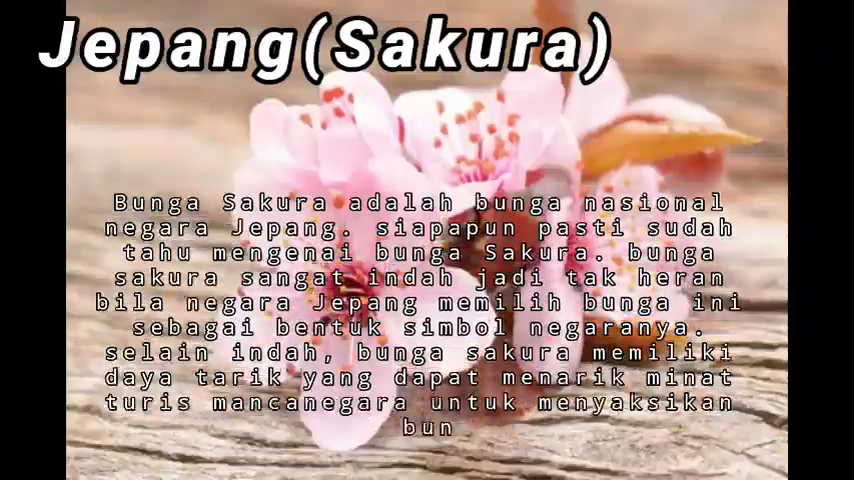 Jepang(Sakura)
Bunga Sakura adalah bunga nasional
negara Jepang. siapapun pasti sudah
tahu mengenai bunga Sakura. bunga
sakura sangat indah jadi tak heran
bila negara Jepang memilih bunga ini
sebagai bentuk simbol negaranya.
selain indah, bunga sakura memiliki
daya tarik yang dapat menarik minat
turis mancanegara untuk menyaksikan
bun